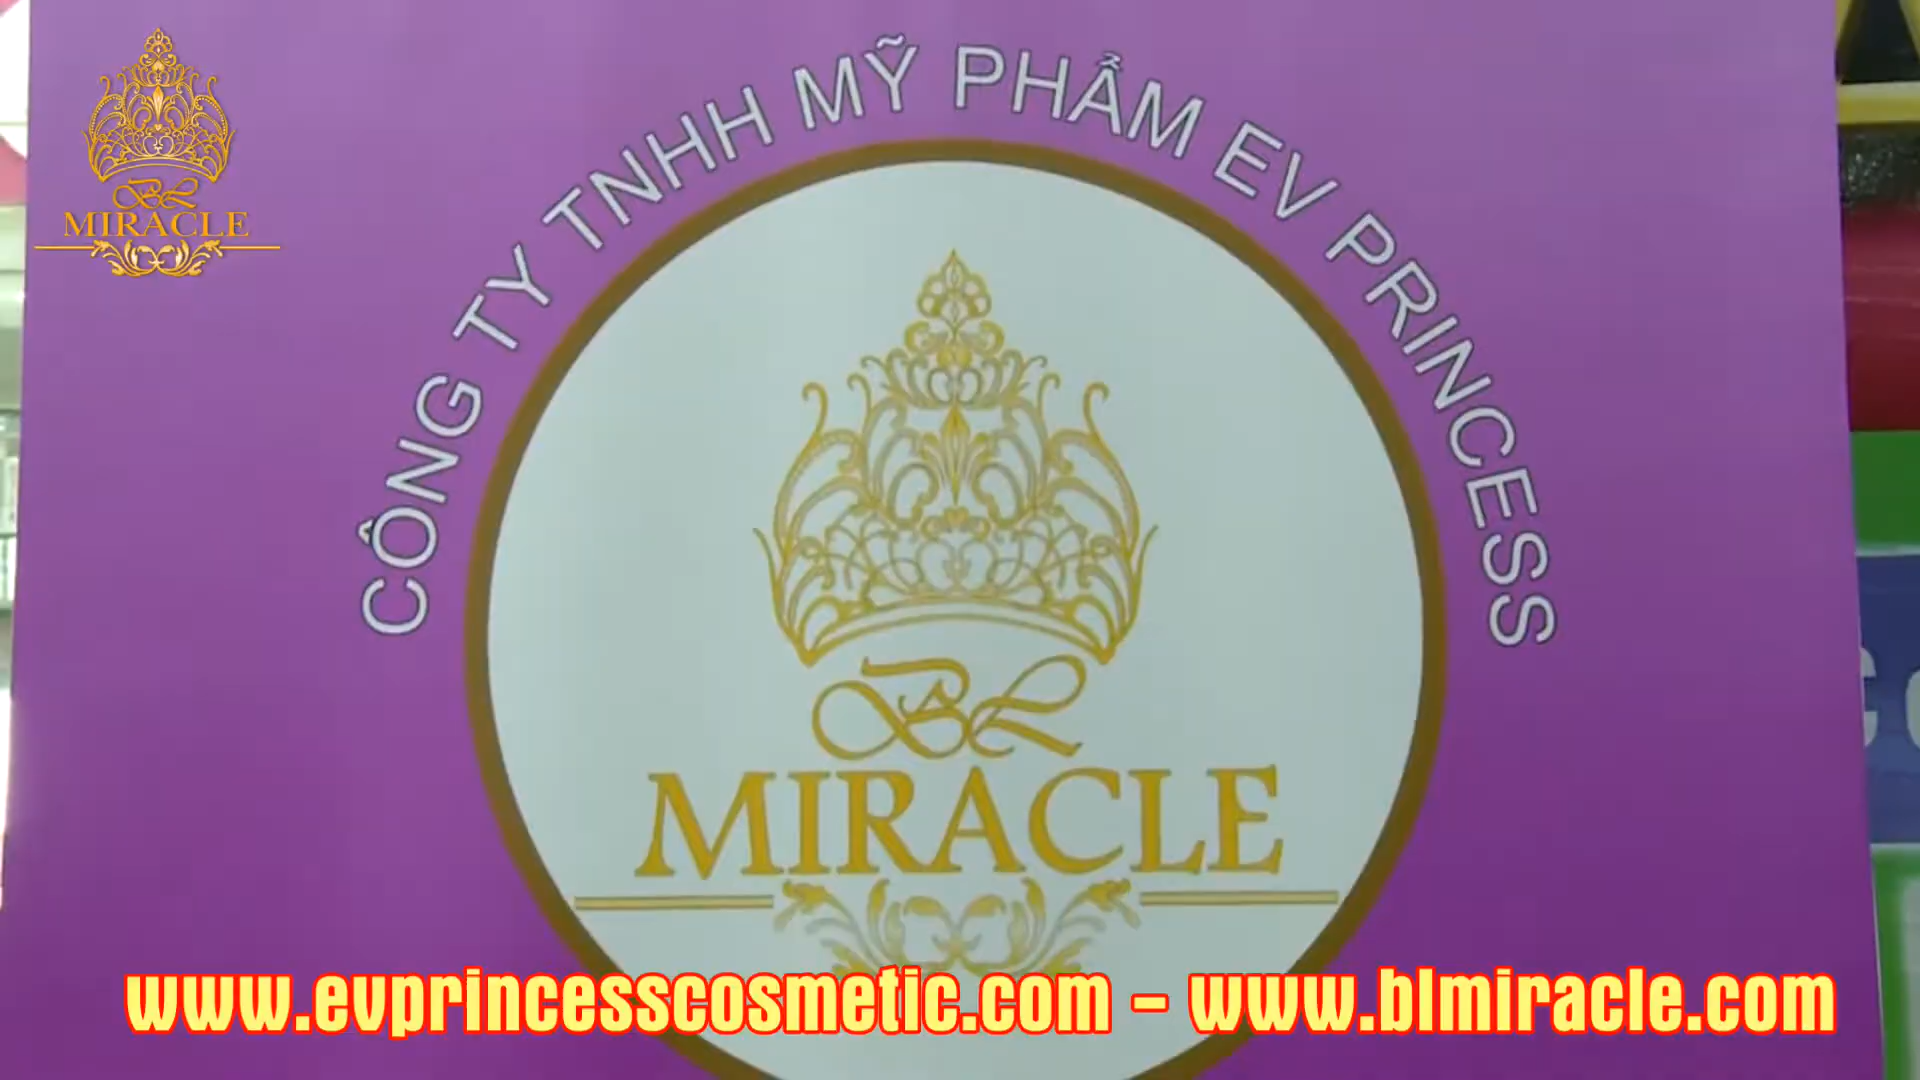 BL
MIRACLE
CÔNG TY TNHH MỸ PHẨM EV PRINCESS
BL
MIRACLE
www.evprincesscosmetic.com - www.blmiracle.com